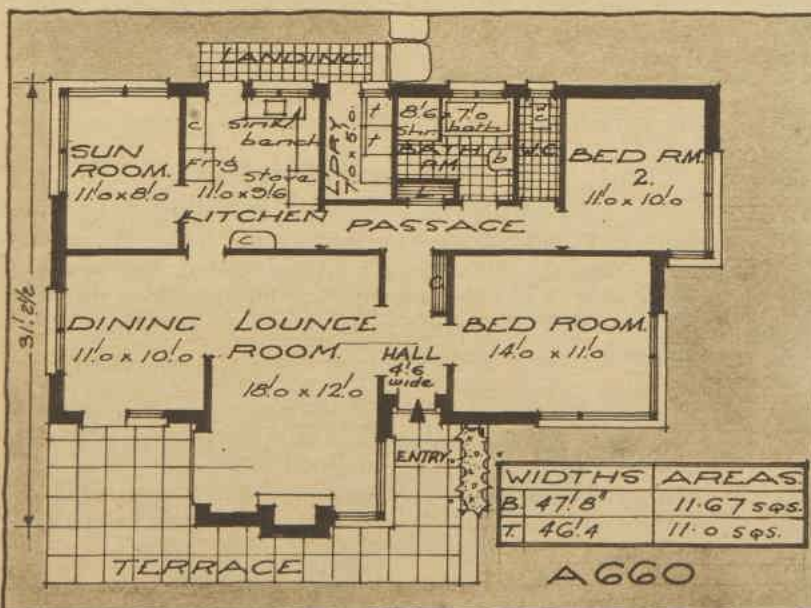 LANDING
SUN ROOM.
11'.0 x 8'.0
c
frig
sink
bench
stove
11'.0 x 9'.6
KITCHEN
c
L'DRY
7'.0 x 5'.0
t
t
8'.6 x 7'.0
shr.
bath
BATH RM
b
L
W.C.
BED RM. 2.
11'.0 x 10'.0
PASSAGE
31'.2½
DINING
11'.0 x 10'.0
LOUNGE ROOM.
18'.0 x 12'.0
HALL
4'.6 wide
C
BED ROOM.
14'.0 x 11'.0
ENTRY.
TERRACE
WIDTHS AREAS
B. 47'.8" 11.67 sqs.
T. 46'.4 11.0 sqs.
A660